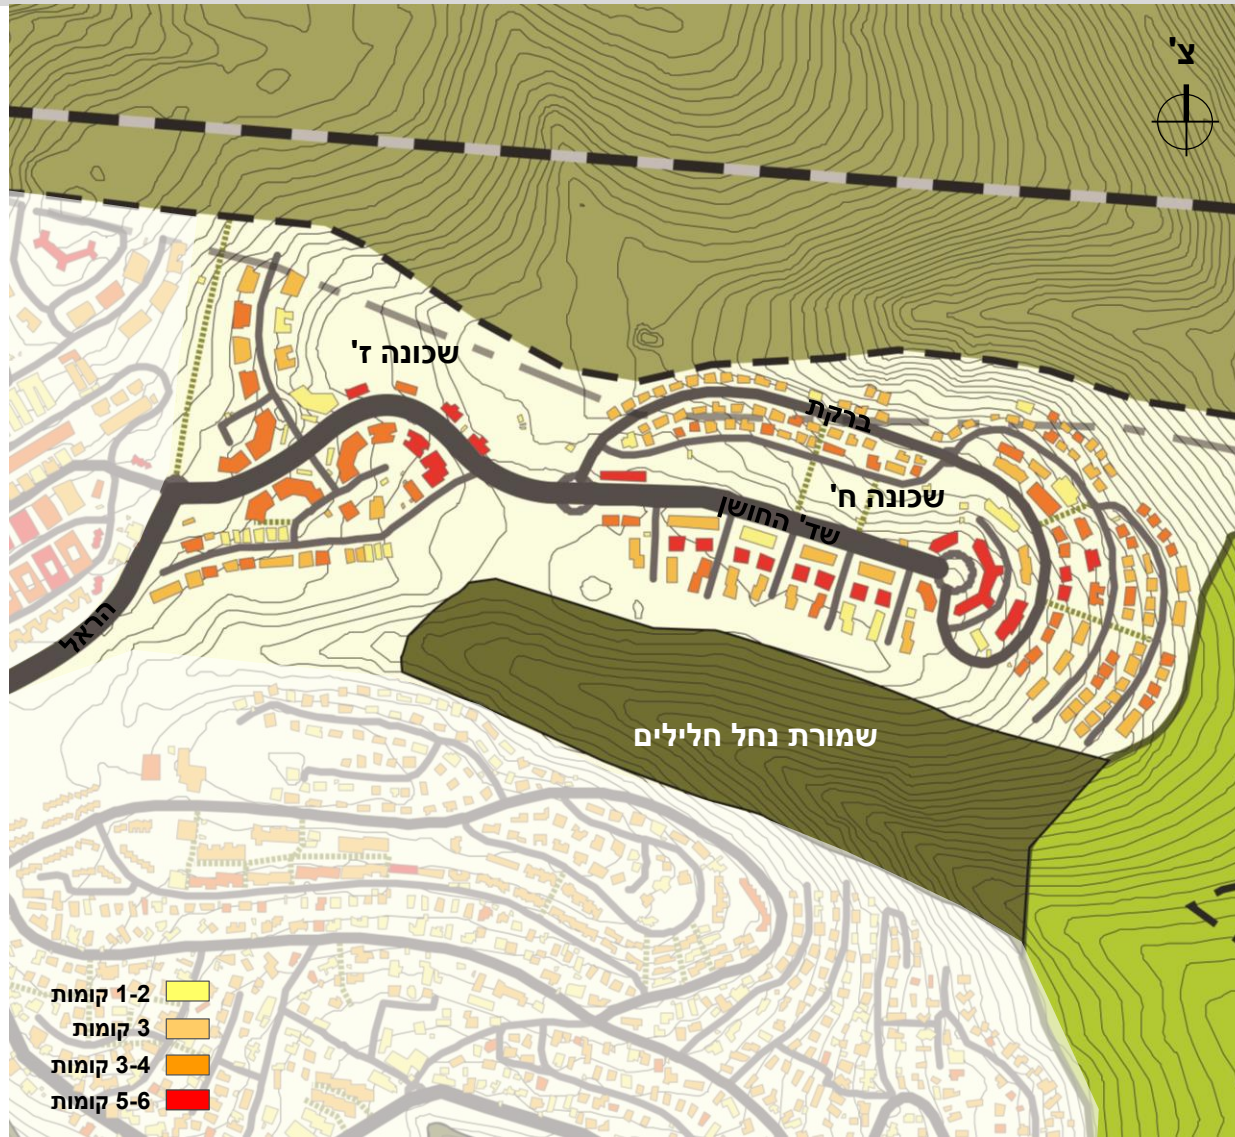 צ'
שכונה ז'
ברקת
שכונה ח'
שד' החושן
הראל
שמורת נחל חלילים
1-2 קומות
3 קומות
3-4 קומות
5-6 קומות